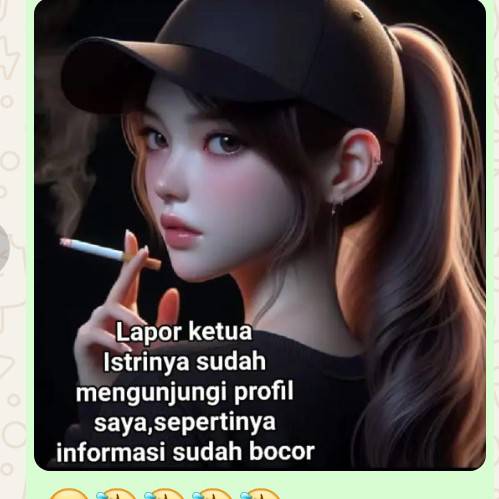 Lapor ketua
Istrinya sudah
mengunjungi profil
saya,sepertinya
informasi sudah bocor